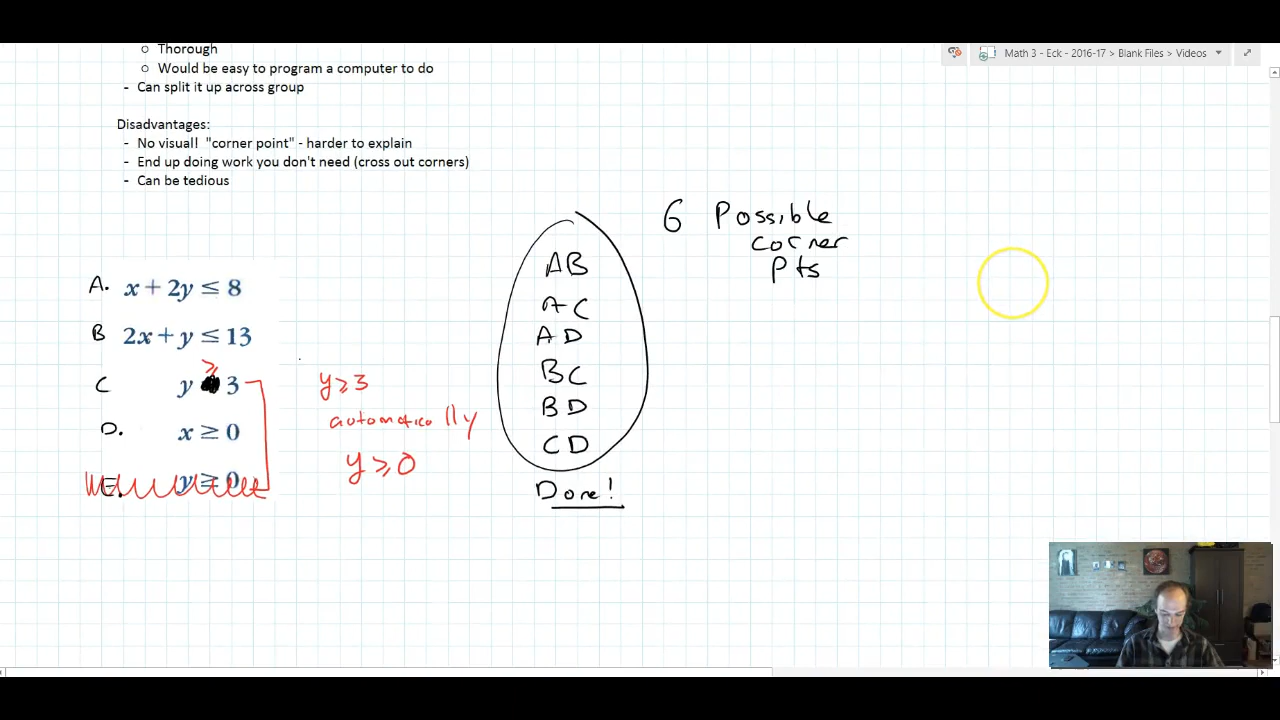 Thorough
Math 3 - Eck - 2016-17 > Blank Files > Videos
Would be easy to program a computer to do
- Can split it up across group
Disadvantages:
- No visuall "corner point" - harder to explain
- End up doing work you don't need (cross out corners)
- Can be tedious
6 Possible
corner
Pts
A. x + 2y ≤ 8
B 2x + y ≤ 13
C y ≥ 3
D. x ≥ 0
E. y ≥ 0
y ≥ 3
automatically
y ≥ 0
AB
AC
AD
BC
BD
CD
Done!